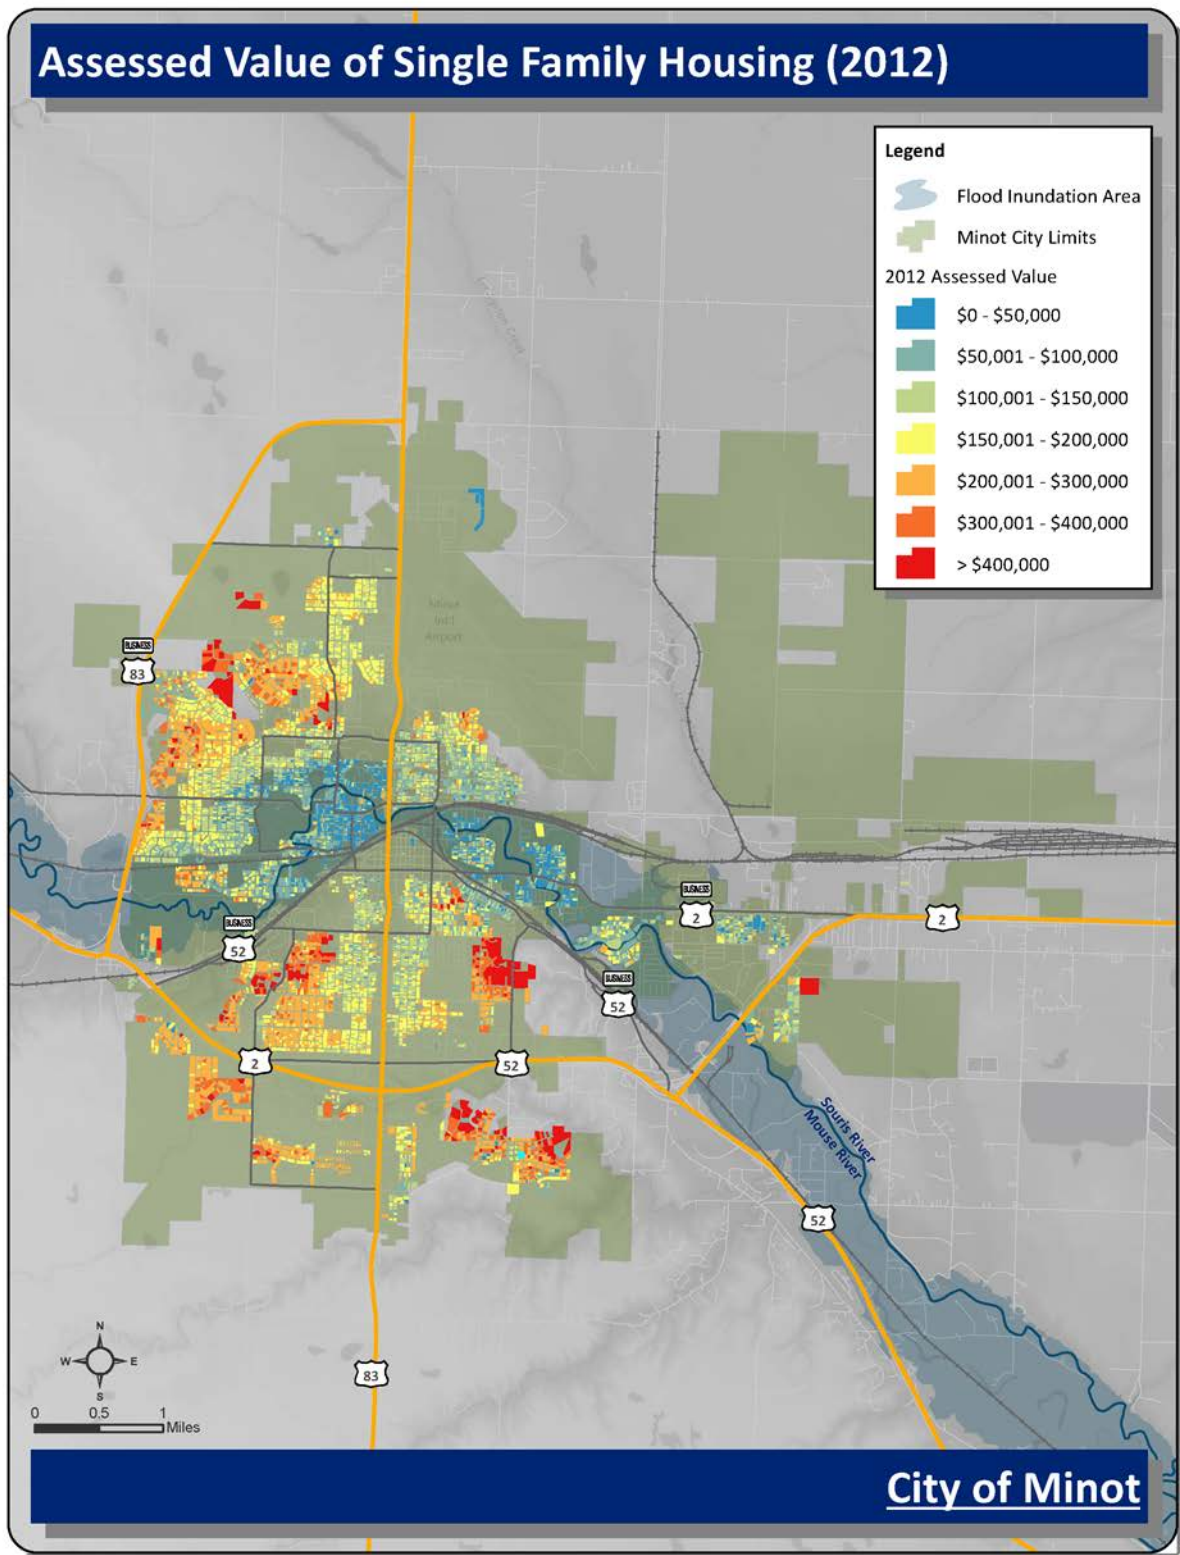 Assessed Value of Single Family Housing (2012)
Legend
Flood Inundation Area
Minot City Limits
2012 Assessed Value
$0 - $50,000
$50,001 - $100,000
$100,001 - $150,000
$150,001 - $200,000
$200,001 - $300,000
$300,001 - $400,000
> $400,000
Minot
Int'l
Airport
BUSINESS
83
BUSINESS
2
2
BUSINESS
52
BUSINESS
52
2
52
Souris River
Mouse River
52
83
N
W
E
S
0
0.5
1
Miles
City of Minot